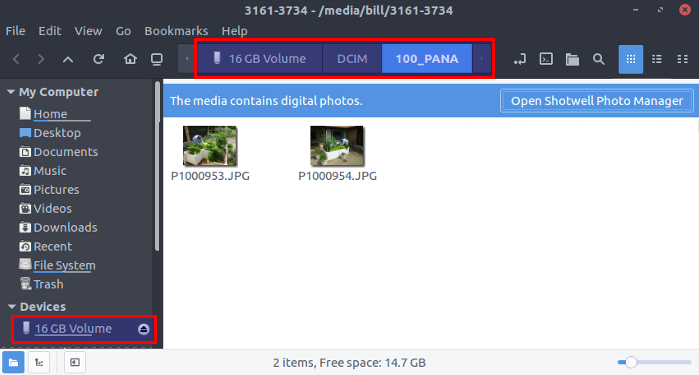 3161-3734 - /media/bill/3161-3734
File Edit View Go Bookmarks Help
16 GB Volume DCIM 100_PANA
My Computer
The media contains digital photos. Open Shotwell Photo Manager
Home
Desktop
Documents
Music
Pictures
Videos
Downloads
Recent
File System
Trash
P1000953.JPG P1000954.JPG
Devices
16 GB Volume
2 items, Free space: 14.7 GB